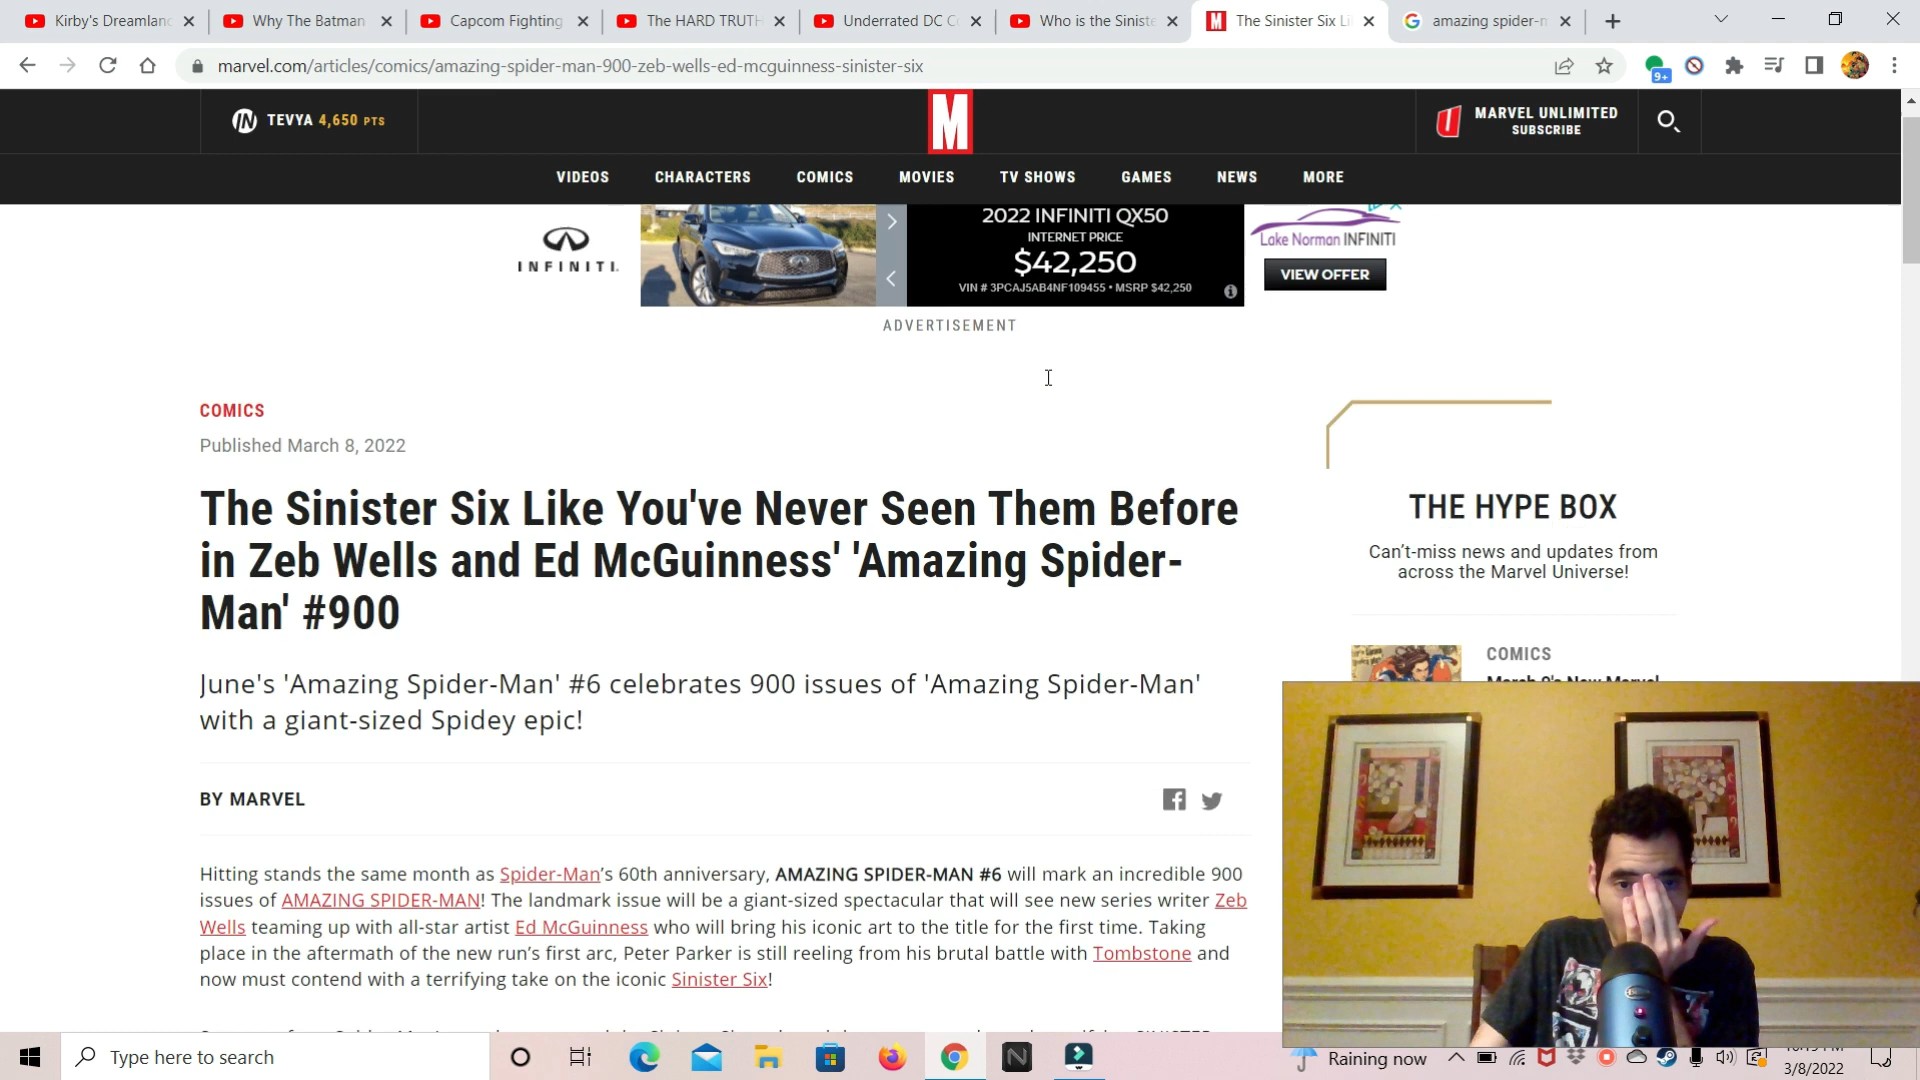 Kirby's Dreamland
Why The Batman
Capcom Fighting
The HARD TRUTH
Underrated DC C
Who is the Siniste
The Sinister Six Li
amazing spider-m
marvel.com/articles/comics/amazing-spider-man-900-zeb-wells-ed-mcguinness-sinister-six
9+
TEVYA 4,650 PTS
M
MARVEL UNLIMITED
SUBSCRIBE
VIDEOS CHARACTERS COMICS MOVIES TV SHOWS GAMES NEWS MORE
INFINITI.
2022 INFINITI QX50
INTERNET PRICE
$42,250
VIN # 3PCAJ5AB4NF109455 • MSRP $42,250
Lake Norman INFINITI
VIEW OFFER
ADVERTISEMENT
COMICS
Published March 8, 2022
The Sinister Six Like You've Never Seen Them Before
in Zeb Wells and Ed McGuinness' 'Amazing Spider-
Man' #900
June's 'Amazing Spider-Man' #6 celebrates 900 issues of 'Amazing Spider-Man'
with a giant-sized Spidey epic!
BY MARVEL
Hitting stands the same month as Spider-Man's 60th anniversary, AMAZING SPIDER-MAN #6 will mark an incredible 900
issues of AMAZING SPIDER-MAN! The landmark issue will be a giant-sized spectacular that will see new series writer Zeb
Wells teaming up with all-star artist Ed McGuinness who will bring his iconic art to the title for the first time. Taking
place in the aftermath of the new run's first arc, Peter Parker is still reeling from his brutal battle with Tombstone and
now must contend with a terrifying take on the iconic Sinister Six!
THE HYPE BOX
Can't-miss news and updates from
across the Marvel Universe!
COMICS
March 9's New Marvel
Type here to search
Raining now
3/8/2022